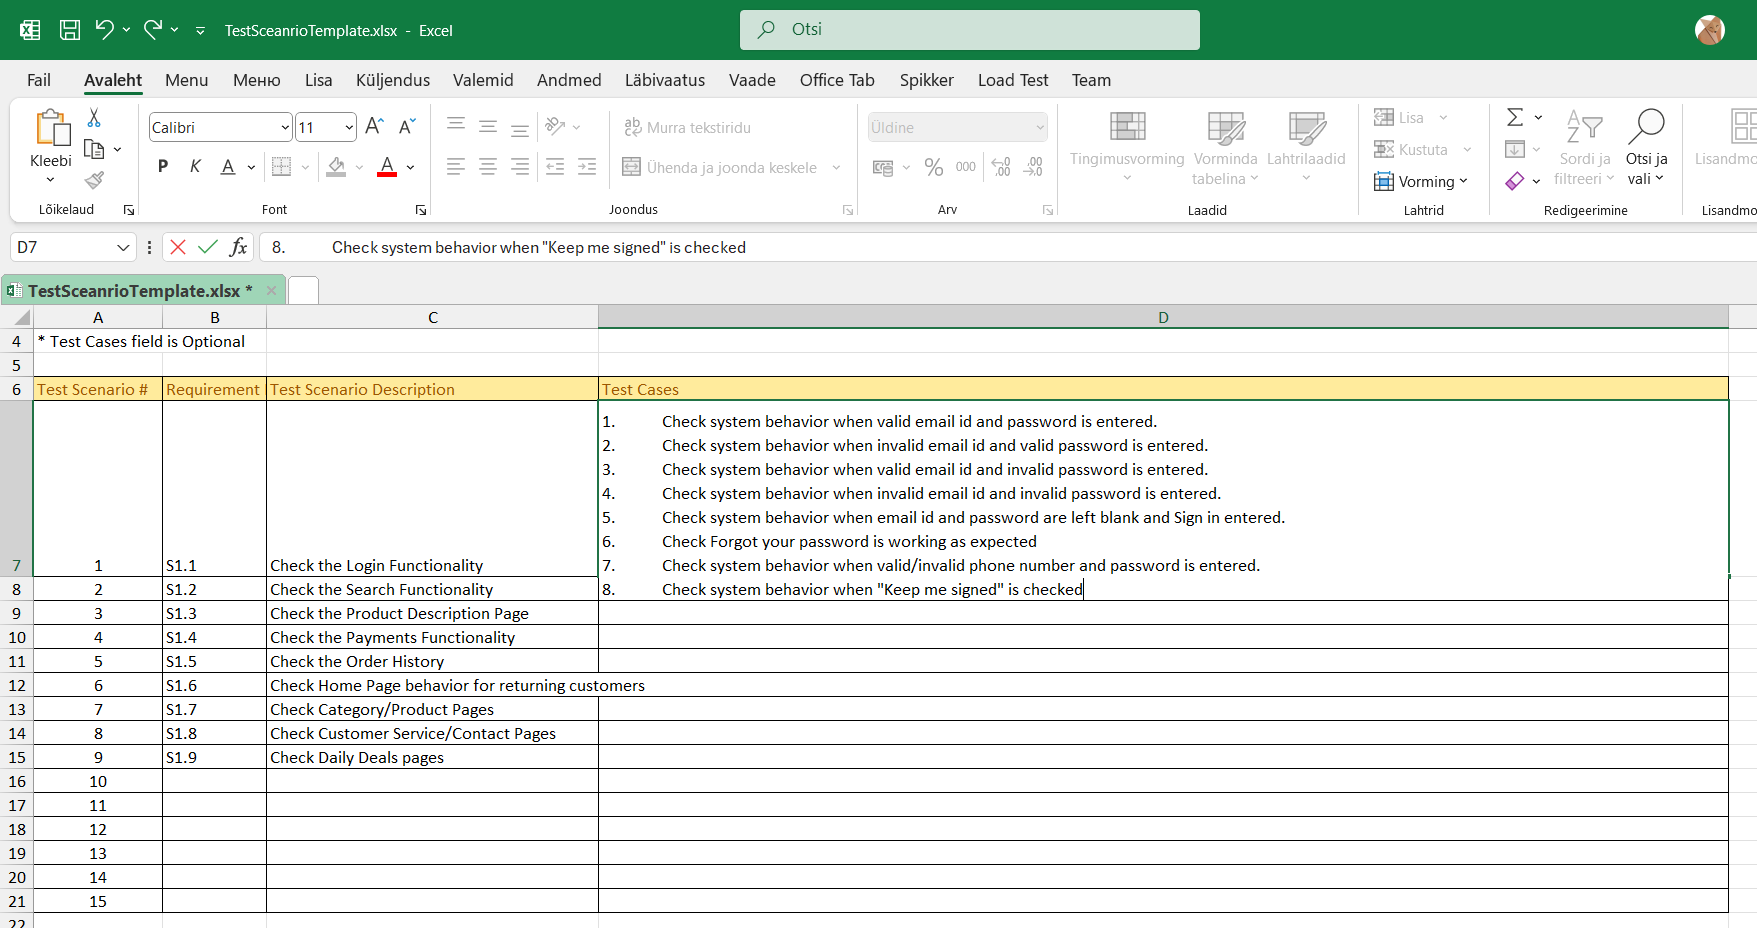 TestSceanrioTemplate.xlsx - Excel
Otsi
Fail Avaleht Menu Меню Lisa Küljendus Valemid Andmed Läbivaatus Vaade Office Tab Spikker Load Test Team
Kleebi
Lõikelaud
Calibri 11
P K A A
Font
Murra tekstiridu
Ühenda ja joonda keskele
Joondus
Üldine
% 000
Arv
Tingimusvorming
Vorminda tabelina
Lahtrilaadid
Laadid
Lisa
Kustuta
Vorming
Lahtrid
Sordi ja filtreeri
Otsi ja vali
Redigeerimine
Lisandmo
Lisandmo
D7 fx 8. Check system behavior when "Keep me signed" is checked
TestSceanrioTemplate.xlsx *
A B C D
4 * Test Cases field is Optional
5
6 Test Scenario # Requirement Test Scenario Description Test Cases
1. Check system behavior when valid email id and password is entered.
2. Check system behavior when invalid email id and valid password is entered.
3. Check system behavior when valid email id and invalid password is entered.
4. Check system behavior when invalid email id and invalid password is entered.
5. Check system behavior when email id and password are left blank and Sign in entered.
6. Check Forgot your password is working as expected
7 1 S1.1 Check the Login Functionality 7. Check system behavior when valid/invalid phone number and password is entered.
8 2 S1.2 Check the Search Functionality 8. Check system behavior when "Keep me signed" is checked
9 3 S1.3 Check the Product Description Page
10 4 S1.4 Check the Payments Functionality
11 5 S1.5 Check the Order History
12 6 S1.6 Check Home Page behavior for returning customers
13 7 S1.7 Check Category/Product Pages
14 8 S1.8 Check Customer Service/Contact Pages
15 9 S1.9 Check Daily Deals pages
16 10
17 11
18 12
19 13
20 14
21 15
22